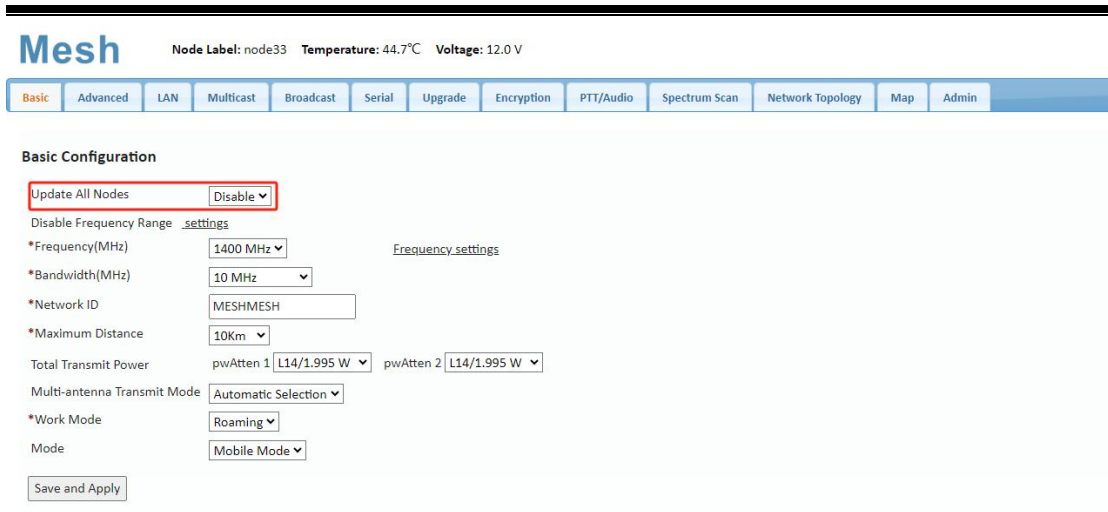 Mesh Node Label: node33 Temperature: 44.7℃ Voltage: 12.0 V
Basic Advanced LAN Multicast Broadcast Serial Upgrade Encryption PTT/Audio Spectrum Scan Network Topology Map Admin
Basic Configuration
Update All Nodes Disable
Disable Frequency Range settings
*Frequency(MHz) 1400 MHz Frequency settings
*Bandwidth(MHz) 10 MHz
*Network ID MESHMESH
*Maximum Distance 10Km
Total Transmit Power pwAtten 1 L14/1.995 W pwAtten 2 L14/1.995 W
Multi-antenna Transmit Mode Automatic Selection
*Work Mode Roaming
Mode Mobile Mode
Save and Apply